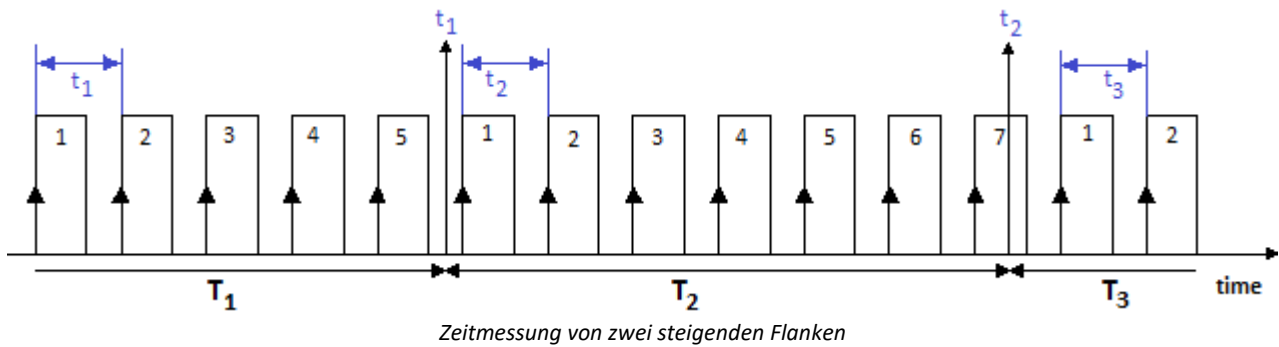 t1 t2
t1 t2 t3
1 2 3 4 5 1 2 3 4 5 6 7 1 2
T1 T2 T3 time
Zeitmessung von zwei steigenden Flanken